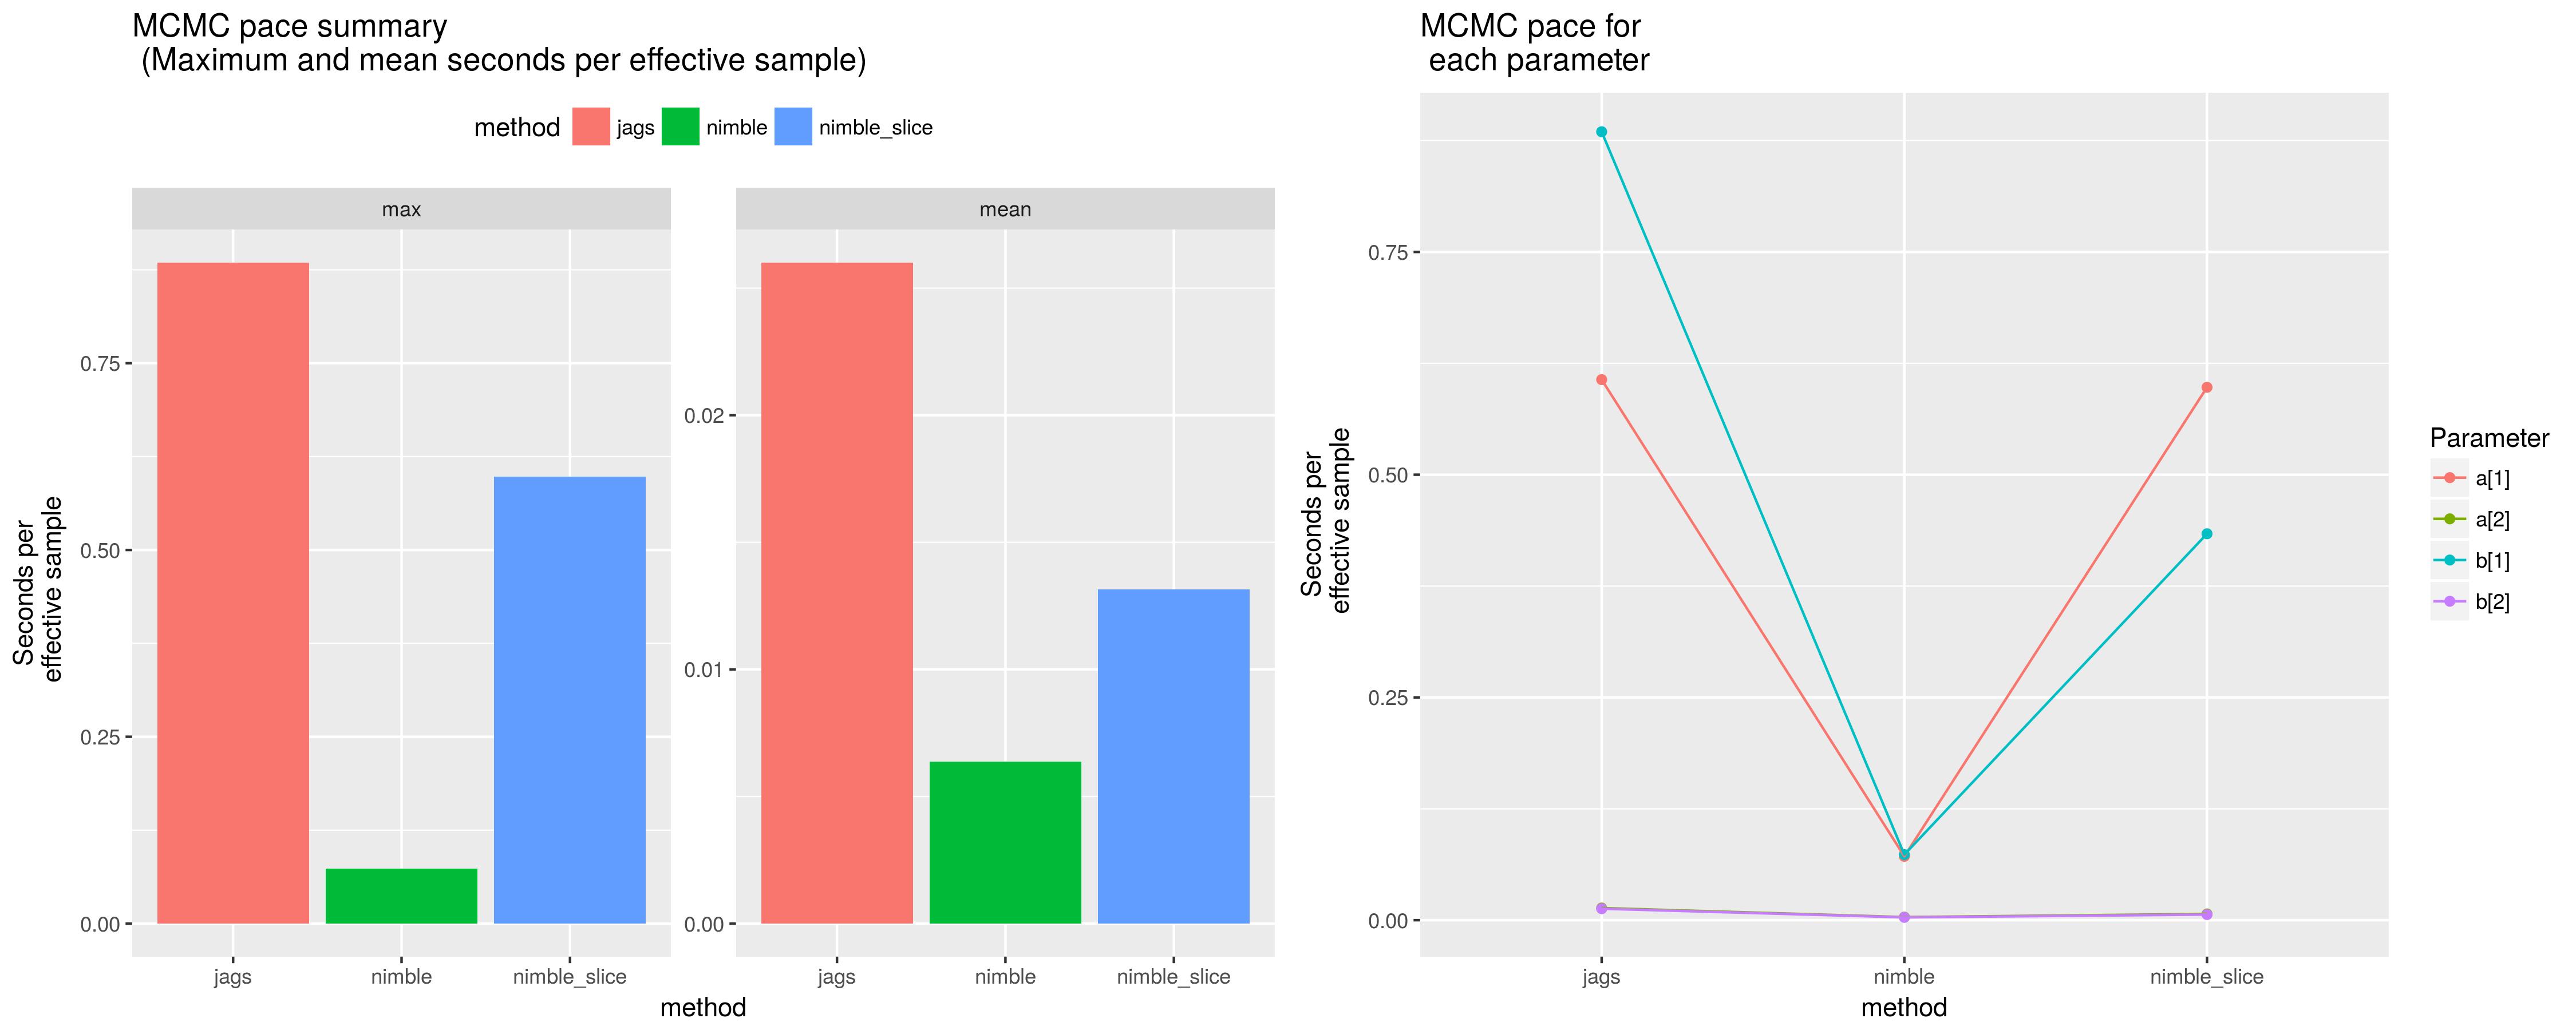 MCMC pace summary
(Maximum and mean seconds per effective sample)
method jags nimble nimble_slice
max
mean
Seconds per
effective sample
0.75
0.50
0.25
0.00
0.02
0.01
0.00
jags nimble nimble_slice
jags nimble nimble_slice
method
MCMC pace for
each parameter
Seconds per
effective sample
0.75
0.50
0.25
0.00
jags nimble nimble_slice
method
Parameter
a[1]
a[2]
b[1]
b[2]